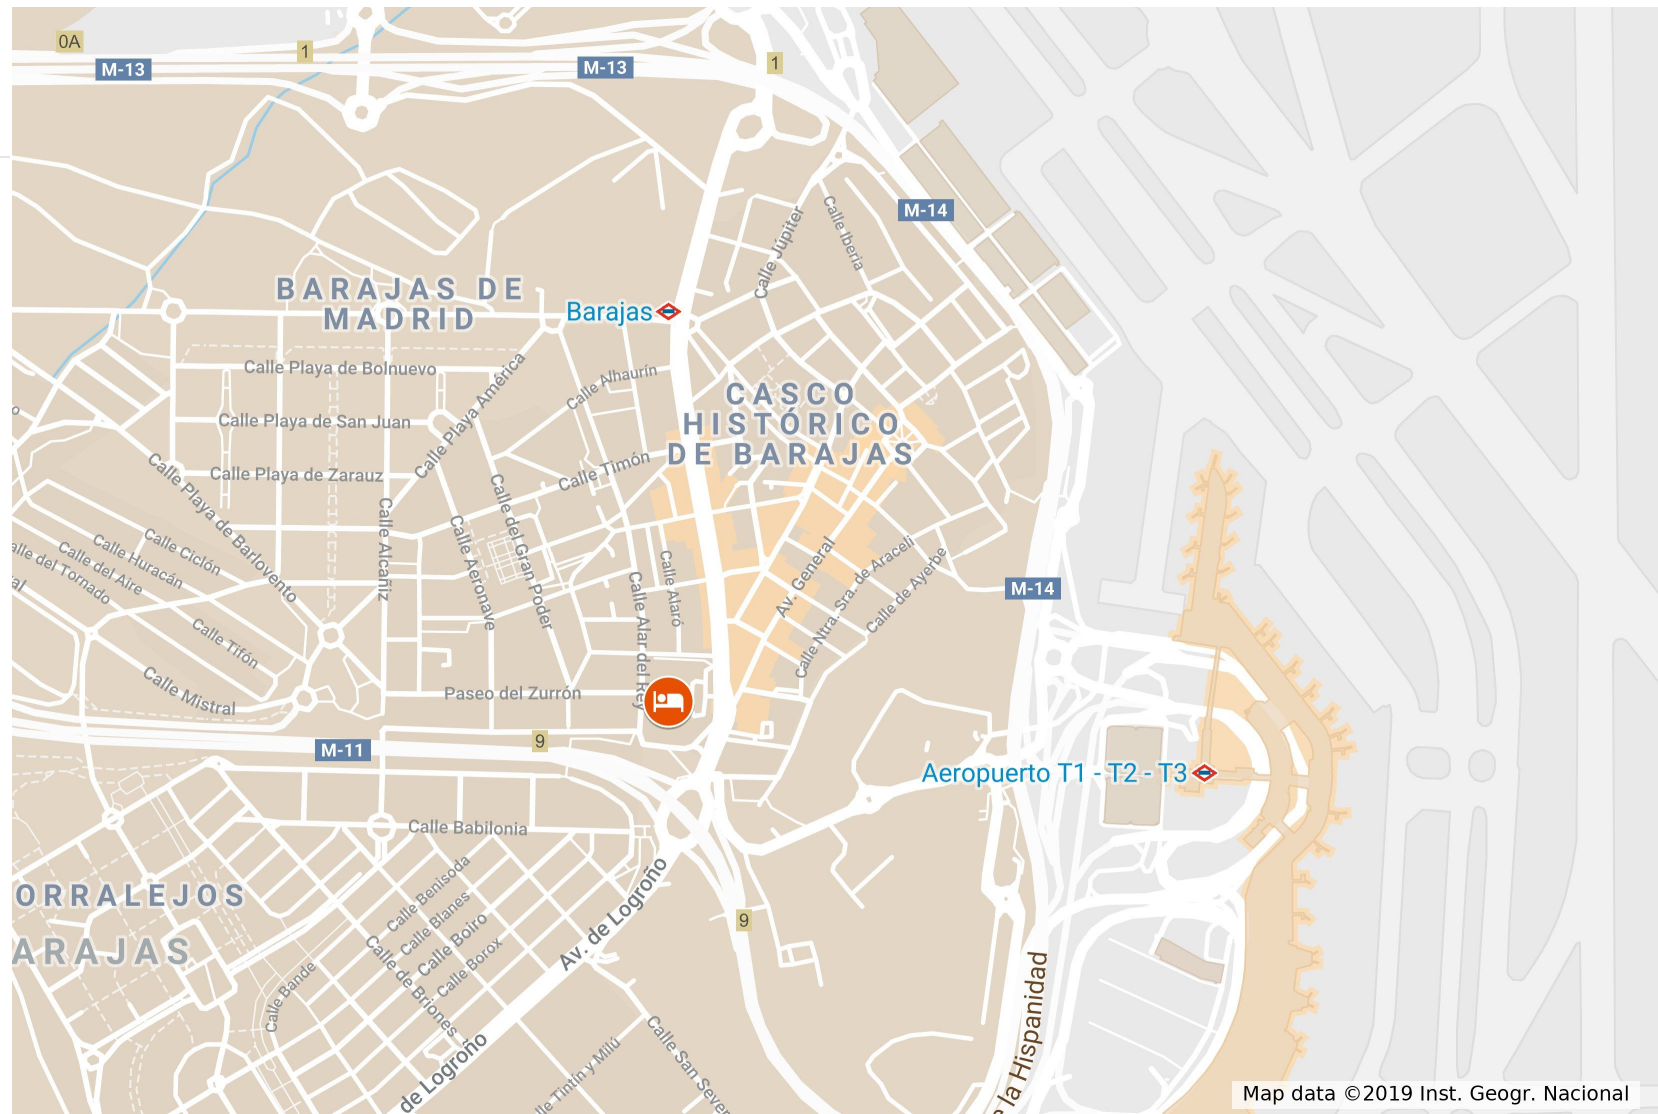 0A
1
M-13
M-13
1
M-14
BARAJAS DE
MADRID
Barajas
Calle Júpiter
Calle Iberia
Calle Playa de Bolnuevo
Calle Playa América
Calle Alhaurín
CASCO
HISTÓRICO
DE BARAJAS
Calle Playa de San Juan
Calle Playa de Zarauz
Calle Timón
Calle Playa de Barlovento
Calle Alcañiz
Calle del Gran Poder
Calle Aeronave
Calle Ciclón
Calle Huracán
Calle del Aire
alle del Tornado
Calle Tifón
Calle Mistral
Calle Alaró
Calle Alar del Rey
Av. General
Calle Ntra. Sra. de Araceli
Calle de Ayerbe
M-14
Paseo del Zurrón
9
M-11
Aeropuerto T1 - T2 - T3
Calle Babilonia
ORRALEJOS
ARAJAS
Calle Benisoda
Calle Blanes
Calle Boiro
Calle Borox
Calle de Briones
Calle Bande
Av. de Logroño
9
de Logroño
Calle San Sever
lle Tintín y Milú
e la Hispanidad
Map data ©2019 Inst. Geogr. Nacional